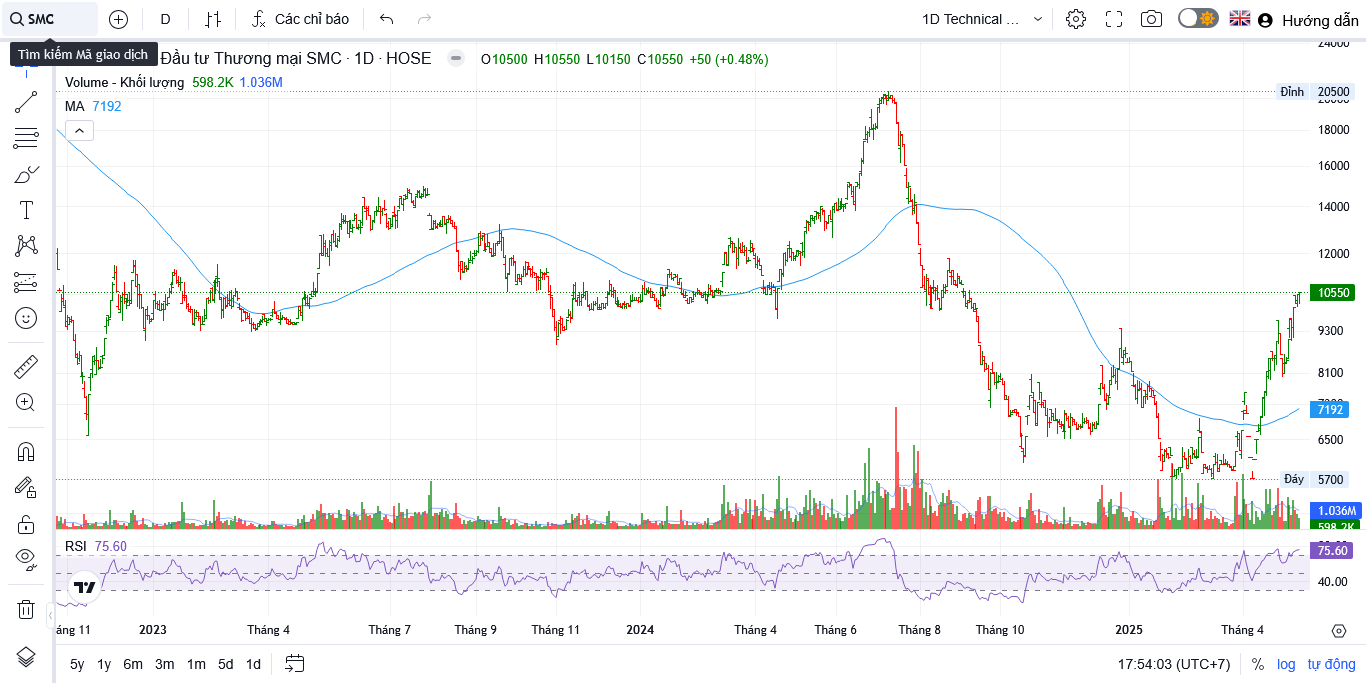 SMC
D
Các chỉ báo
1D Technical ...
Hướng dẫn
Tìm kiếm Mã giao dịch
Đầu tư Thương mại SMC · 1D · HOSE
O10500 H10550 L10150 C10550 +50 (+0.48%)
Volume - Khối lượng 598.2K 1.036M
MA 7192
24000
Đỉnh 20500
18000
16000
14000
12000
10550
9300
8100
7192
6500
Đáy 5700
1.036M
598.2K
RSI 75.60
75.60
40.00
áng 11 2023 Tháng 4 Tháng 7 Tháng 9 Tháng 11 2024 Tháng 4 Tháng 6 Tháng 8 Tháng 10 2025 Tháng 4
5y 1y 6m 3m 1m 5d 1d
17:54:03 (UTC+7) % log tự động